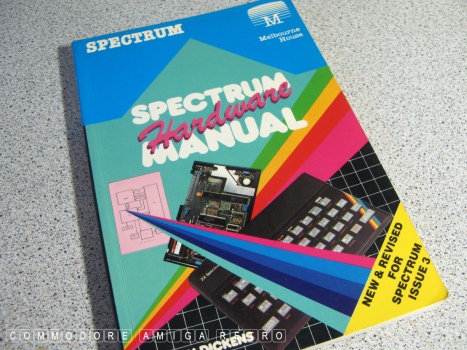 SPECTRUM
M
Melbourne
House
SPECTRUM
Hardware
MANUAL
NEW & REVISED
FOR
SPECTRUM
ISSUE 3
DICKENS
COMMODORE AMIGA RETRO